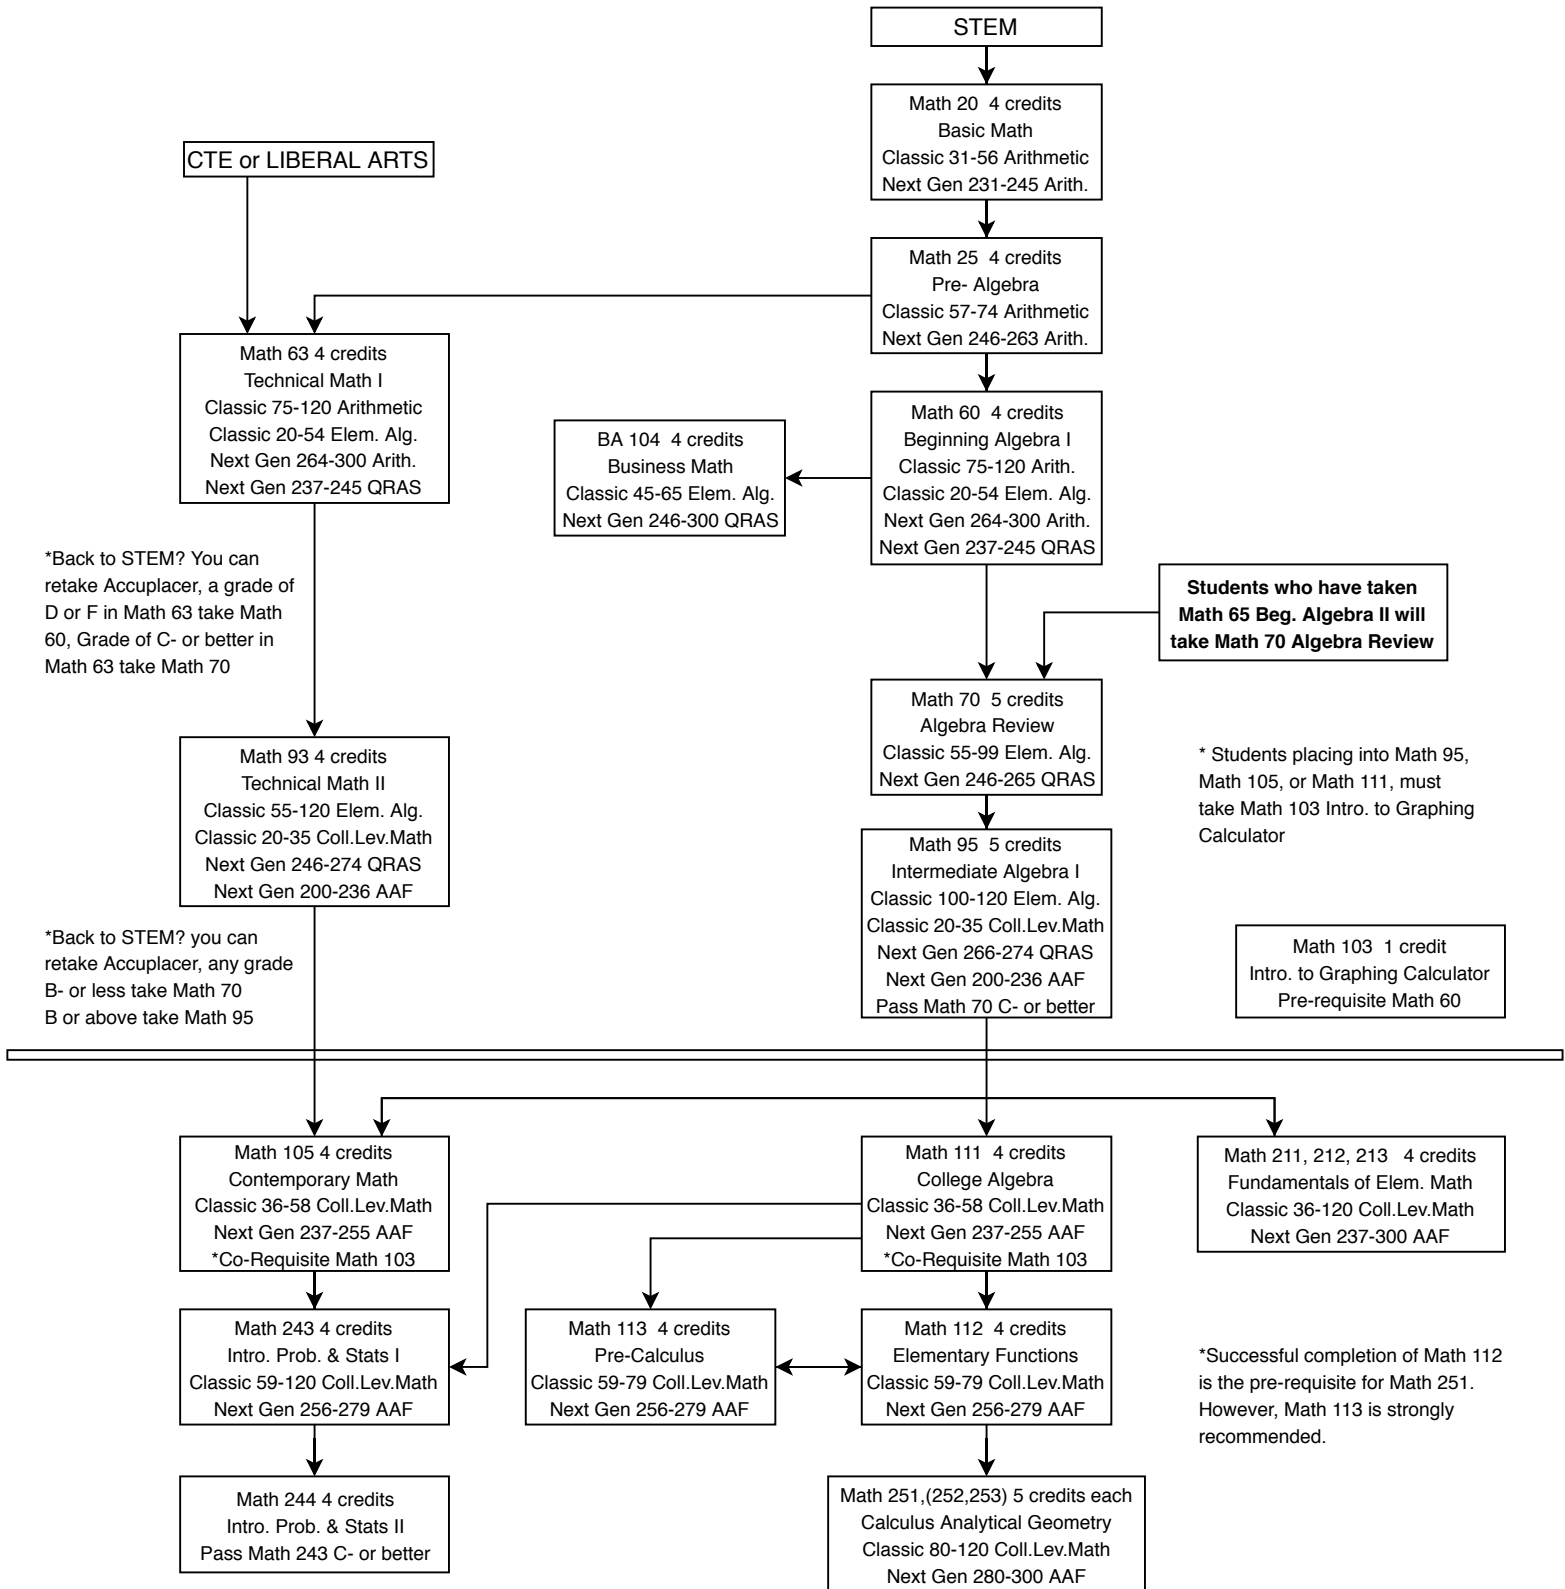 STEM
Math 20  4 credits
Basic Math
Classic 31-56 Arithmetic
Next Gen 231-245 Arith.
CTE or LIBERAL ARTS
Math 25  4 credits
Pre- Algebra
Classic 57-74 Arithmetic
Next Gen 246-263 Arith.
Math 63 4 credits
Technical Math I
Classic 75-120 Arithmetic
Classic 20-54 Elem. Alg.
Next Gen 264-300 Arith.
Next Gen 237-245 QRAS
BA 104  4 credits
Business Math
Classic 45-65 Elem. Alg.
Next Gen 246-300 QRAS
Math 60  4 credits
Beginning Algebra I
Classic 75-120 Arith.
Classic 20-54 Elem. Alg.
Next Gen 264-300 Arith.
Next Gen 237-245 QRAS
*Back to STEM? You can
retake Accuplacer, a grade of
D or F in Math 63 take Math
60, Grade of C- or better in
Math 63 take Math 70
Students who have taken
Math 65 Beg. Algebra II will
take Math 70 Algebra Review
Math 70  5 credits
Algebra Review
Classic 55-99 Elem. Alg.
Next Gen 246-265 QRAS
Math 93 4 credits
Technical Math II
Classic 55-120 Elem. Alg.
Classic 20-35 Coll.Lev.Math
Next Gen 246-274 QRAS
Next Gen 200-236 AAF
* Students placing into Math 95,
Math 105, or Math 111, must
take Math 103 Intro. to Graphing
Calculator
Math 95  5 credits
Intermediate Algebra I
Classic 100-120 Elem. Alg.
Classic 20-35 Coll.Lev.Math
Next Gen 266-274 QRAS
Next Gen 200-236 AAF
Pass Math 70 C- or better
*Back to STEM? you can
retake Accuplacer, any grade
B- or less take Math 70
B or above take Math 95
Math 103  1 credit
Intro. to Graphing Calculator
Pre-requisite Math 60
Math 105 4 credits
Contemporary Math
Classic 36-58 Coll.Lev.Math
Next Gen 237-255 AAF
*Co-Requisite Math 103
Math 111  4 credits
College Algebra
Classic 36-58 Coll.Lev.Math
Next Gen 237-255 AAF
*Co-Requisite Math 103
Math 211, 212, 213   4 credits
Fundamentals of Elem. Math
Classic 36-120 Coll.Lev.Math
Next Gen 237-300 AAF
Math 243 4 credits
Intro. Prob. & Stats I
Classic 59-120 Coll.Lev.Math
Next Gen 256-279 AAF
Math 113  4 credits
Pre-Calculus
Classic 59-79 Coll.Lev.Math
Next Gen 256-279 AAF
Math 112  4 credits
Elementary Functions
Classic 59-79 Coll.Lev.Math
Next Gen 256-279 AAF
*Successful completion of Math 112
is the pre-requisite for Math 251.
However, Math 113 is strongly
recommended.
Math 244 4 credits
Intro. Prob. & Stats II
Pass Math 243 C- or better
Math 251,(252,253) 5 credits each
Calculus Analytical Geometry
Classic 80-120 Coll.Lev.Math
Next Gen 280-300 AAF